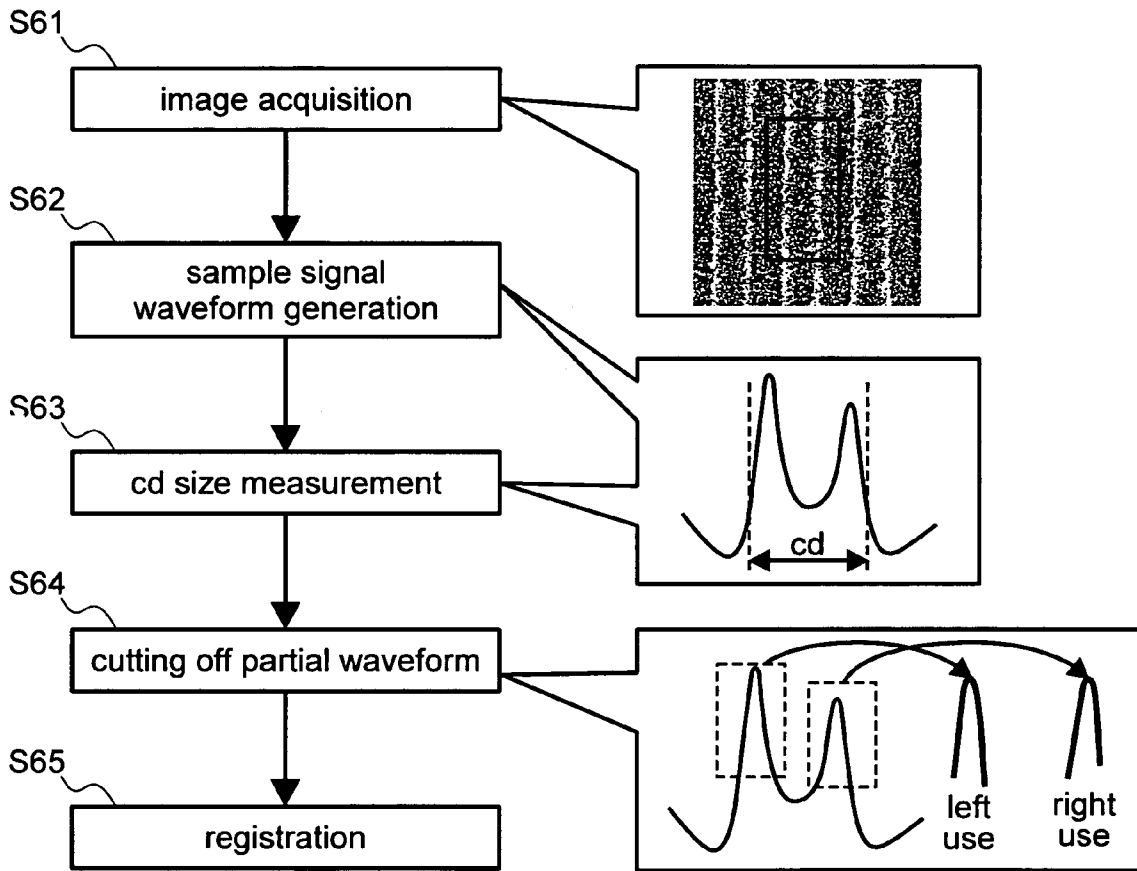 S61
image acquisition
S62
sample signal
waveform generation
S63
cd size measurement
cd
S64
cutting off partial waveform
left
use
right
use
S65
registration